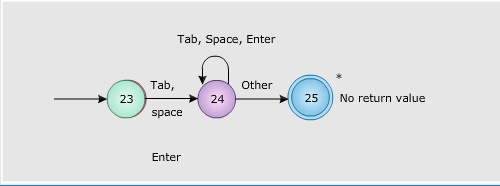 Tab, Space, Enter
Tab,
Other
*
23
24
25
No return value
space
Enter